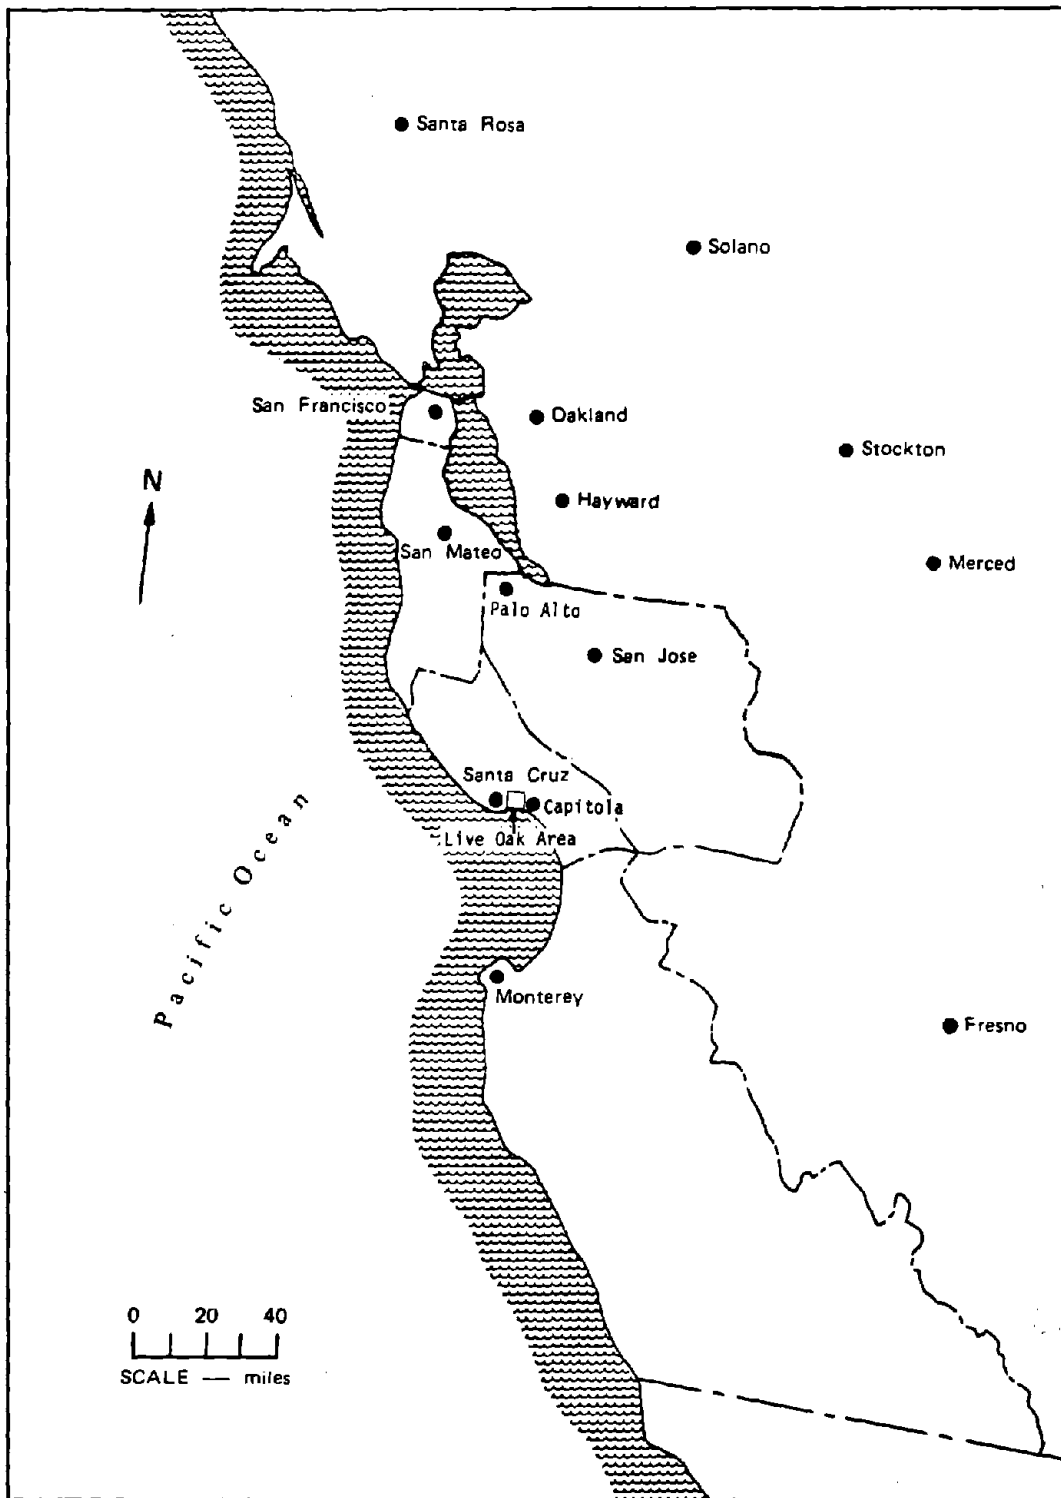 Santa Rosa
Solano
San Francisco
Oakland
Stockton
N
Hayward
San Mateo
Merced
Palo Alto
San Jose
Santa Cruz
Capitola
Live Oak Area
Pacific Ocean
Monterey
Fresno
0 20 40
SCALE — miles